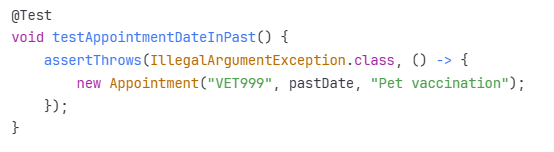 @Test
void testAppointmentDateInPast() {
    assertThrows(IllegalArgumentException.class, () -> {
        new Appointment("VET999", pastDate, "Pet vaccination");
    });
}